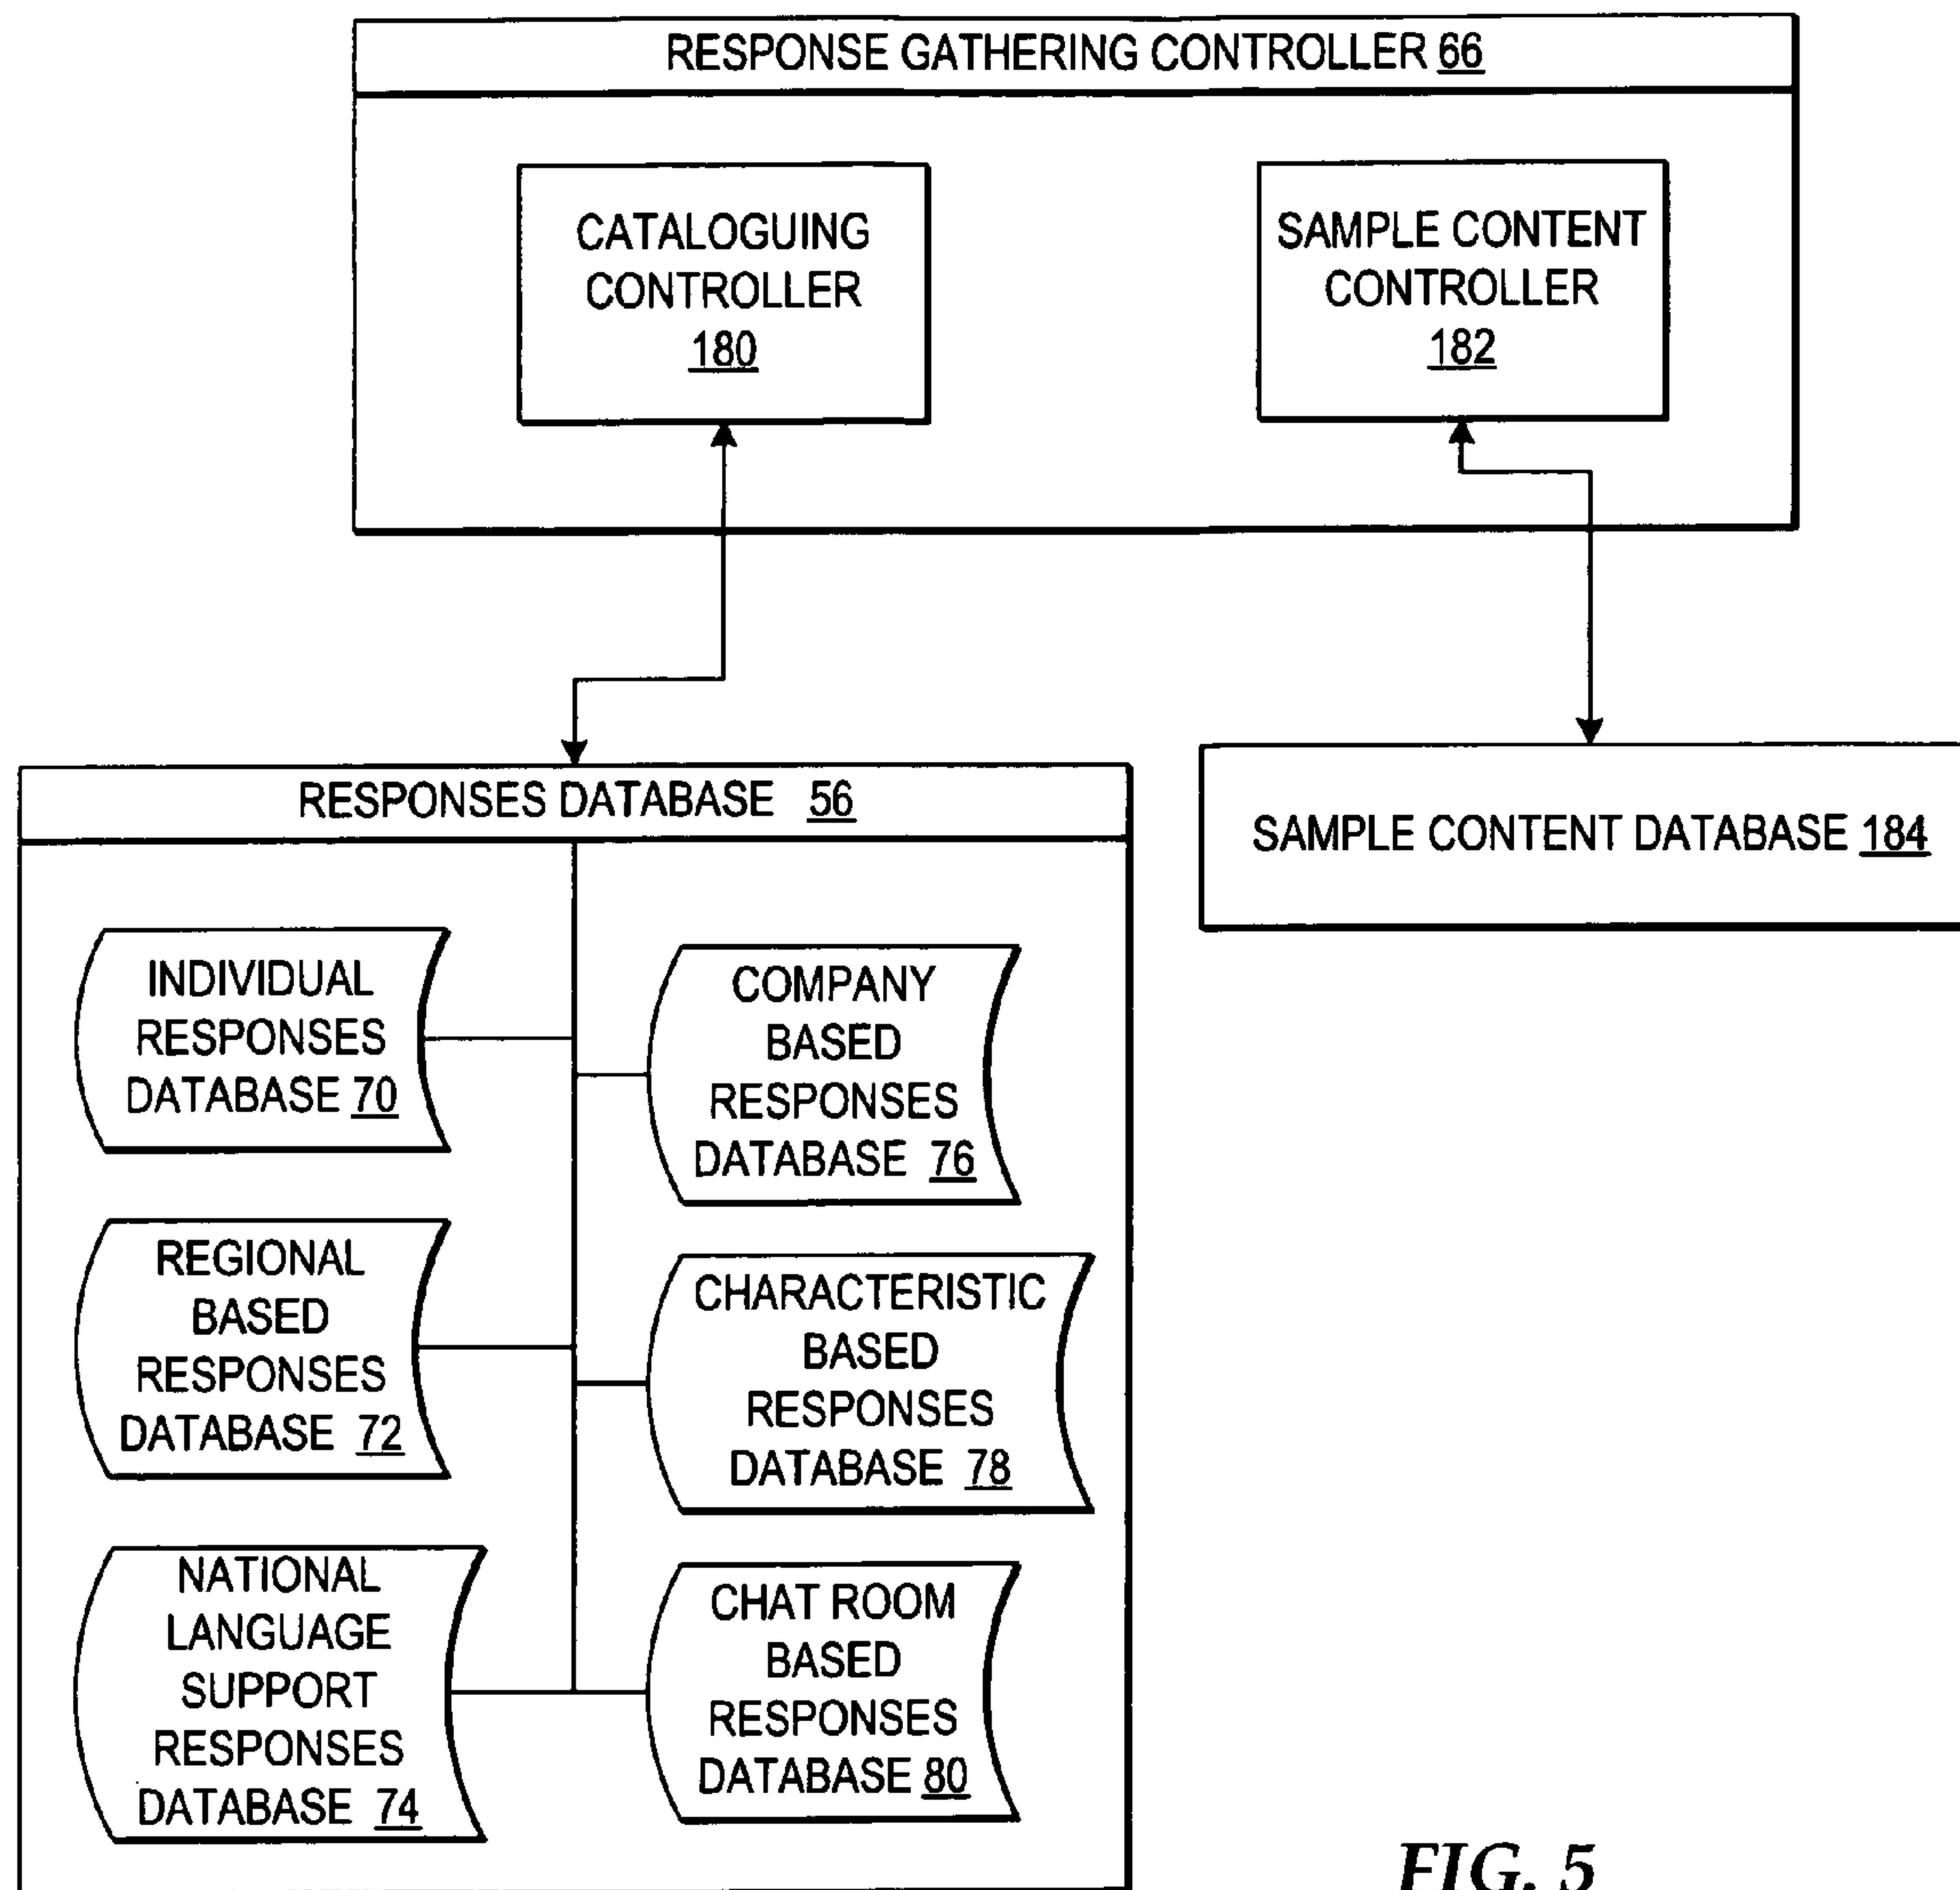 RESPONSE GATHERING CONTROLLER 66
CATALOGUING
CONTROLLER
180
SAMPLE CONTENT
CONTROLLER
182
RESPONSES DATABASE 56
SAMPLE CONTENT DATABASE 184
INDIVIDUAL
RESPONSES
DATABASE 70
COMPANY
BASED
RESPONSES
DATABASE 76
REGIONAL
BASED
RESPONSES
DATABASE 72
CHARACTERISTIC
BASED
RESPONSES
DATABASE 78
NATIONAL
LANGUAGE
SUPPORT
RESPONSES
DATABASE 74
CHAT ROOM
BASED
RESPONSES
DATABASE 80
FIG. 5